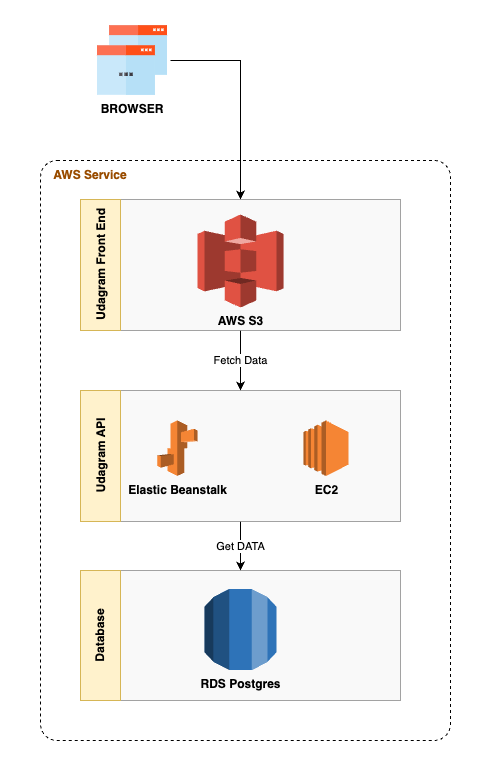 BROWSER
AWS Service
Udagram Front End
AWS S3
Fetch Data
Udagram API
Elastic Beanstalk
EC2
Get DATA
Database
RDS Postgres